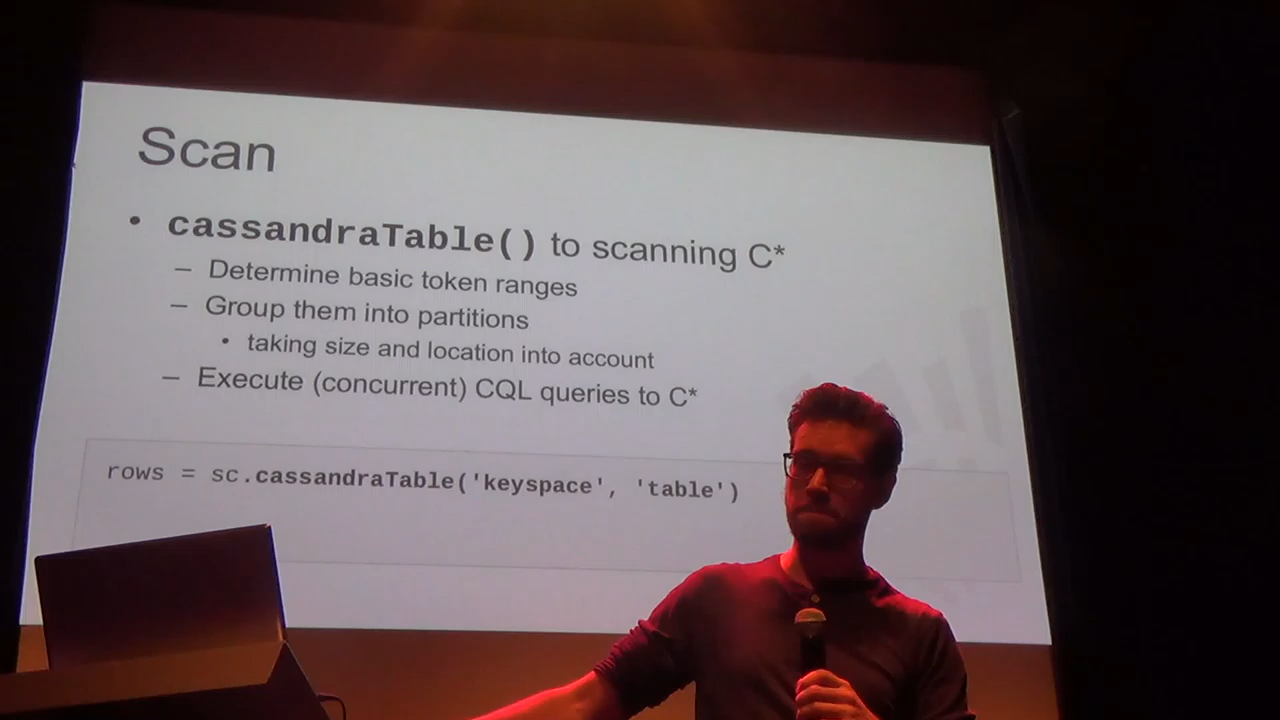 Scan
• cassandraTable() to scanning C*
– Determine basic token ranges
– Group them into partitions
• taking size and location into account
– Execute (concurrent) CQL queries to C*
rows = sc.cassandraTable('keyspace', 'table')